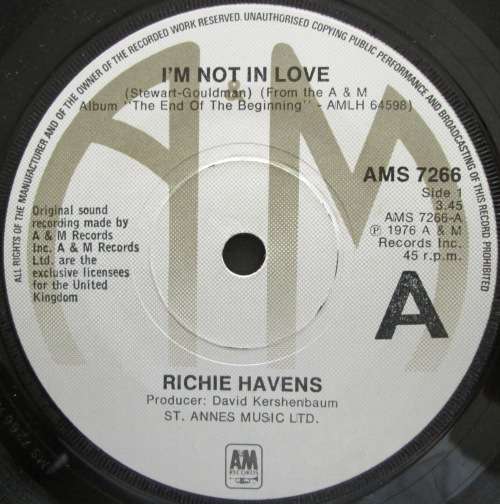 ALL RIGHTS OF THE MANUFACTURER AND OF THE OWNER OF THE RECORDED WORK RESERVED. UNAUTHORISED COPYING PUBLIC PERFORMANCE AND BROADCASTING OF THIS RECORD PROHIBITED
I'M NOT IN LOVE
(Stewart-Gouldman) (From the A & M
Album "The End Of The Beginning" - AMLH 64598)
A&M
AMS 7266
Side 1
3.45
AMS 7266-A
℗ 1976 A & M
Records Inc.
45 r.p.m.
Original sound
recording made by
A & M Records
Inc. A & M Records
Ltd. are the
exclusive licensees
for the United
Kingdom
A
RICHIE HAVENS
Producer: David Kershenbaum
ST. ANNES MUSIC LTD.
A&M
RECORDS